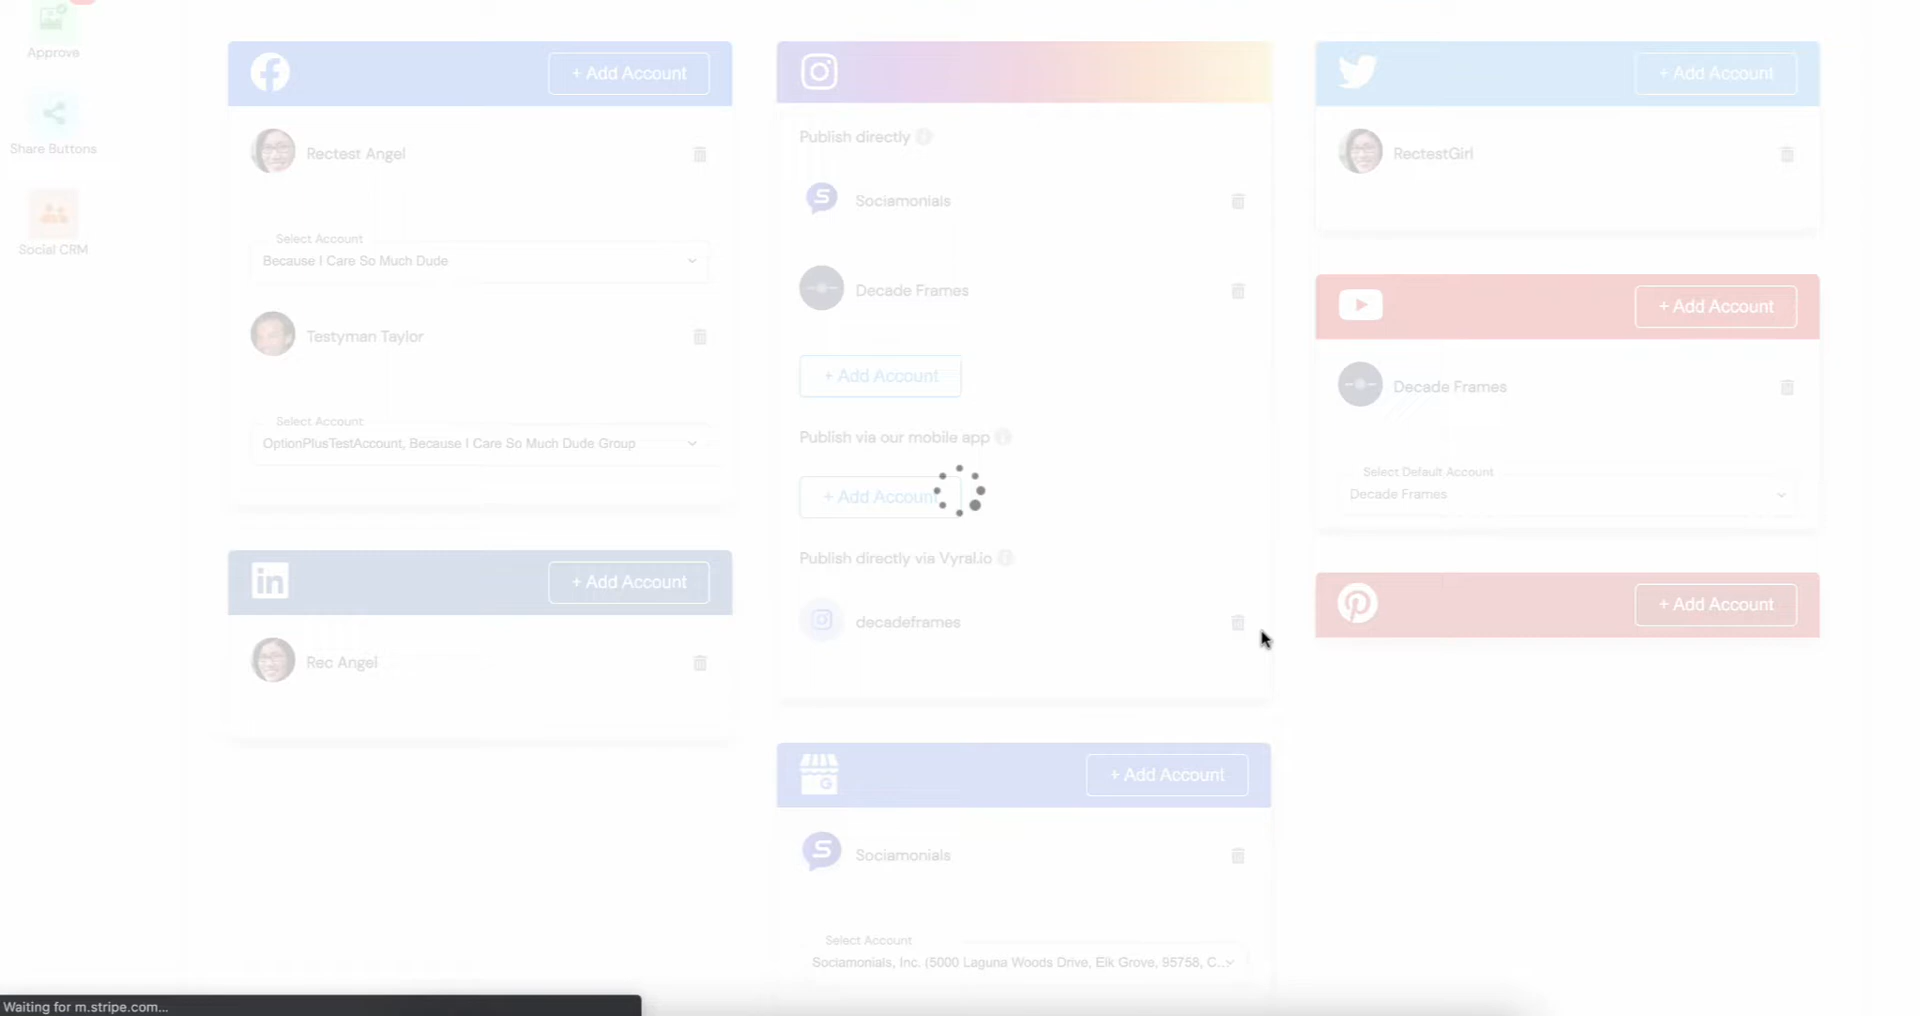 Approve
Share Buttons
Social CRM
+ Add Account
Rectest Angel
Select Account
Because I Care So Much Dude
Testyman Taylor
Select Account
OptionPlusTestAccount, Because I Care So Much Dude Group
in
+ Add Account
Rec Angel
Publish directly
S
Sociamonials
Decade Frames
+ Add Account
Publish via our mobile app
+ Add Account
Publish directly via Vyral.io
decadeframes
G
+ Add Account
S
Sociamonials
Select Account
Sociamonials, Inc. (5000 Laguna Woods Drive, Elk Grove, 95758, C...
+ Add Account
RectestGirl
+ Add Account
Decade Frames
Select Default Account
Decade Frames
+ Add Account
Waiting for m.stripe.com...